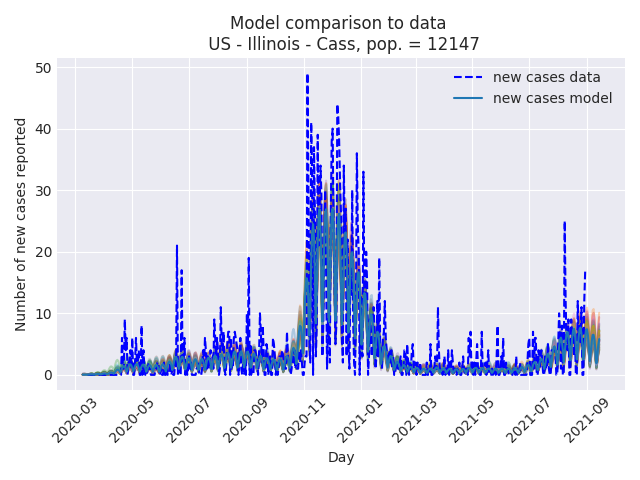 Model comparison to data
US - Illinois - Cass, pop. = 12147
new cases data
new cases model
Number of new cases reported
50
40
30
20
10
0
2020-03
2020-05
2020-07
2020-09
2020-11
2021-01
2021-03
2021-05
2021-07
2021-09
Day